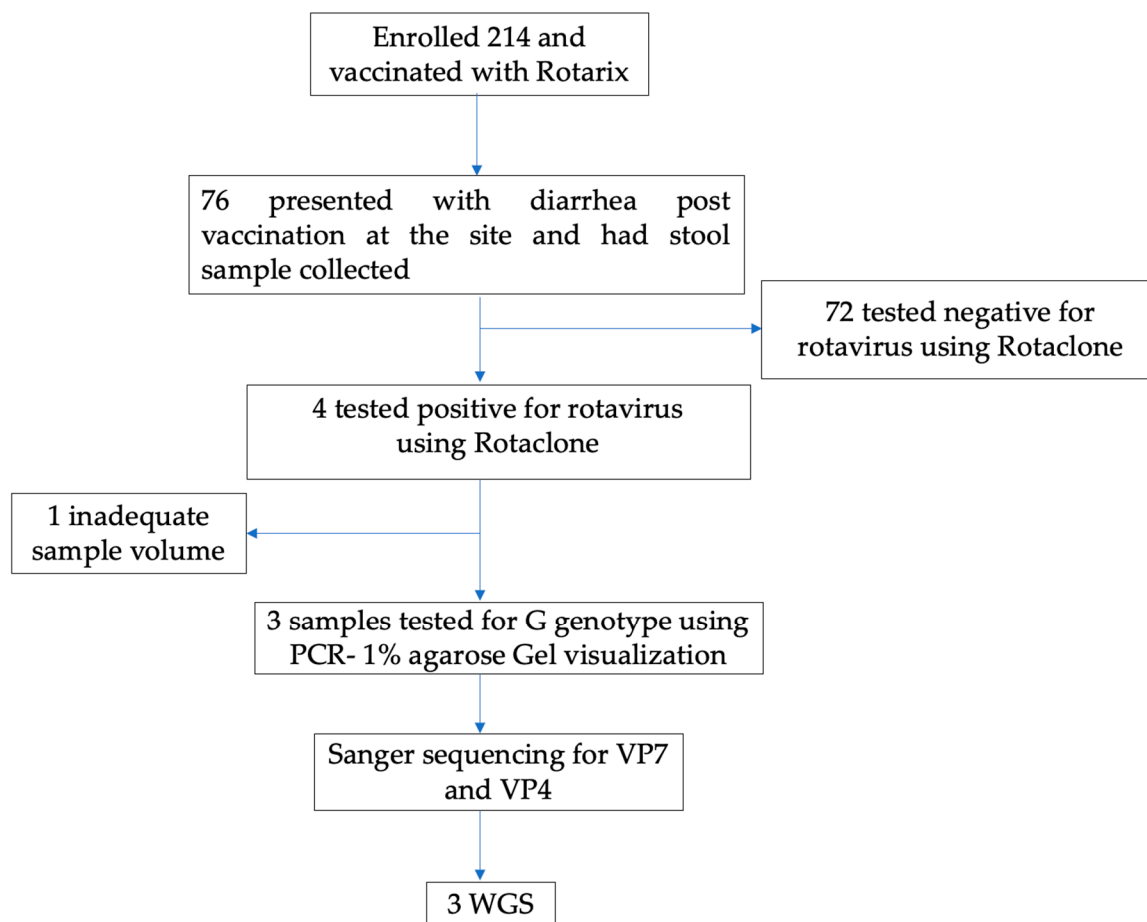 Enrolled 214 and
vaccinated with Rotarix
76 presented with diarrhea post
vaccination at the site and had stool
sample collected
72 tested negative for
rotavirus using Rotaclone
4 tested positive for rotavirus
using Rotaclone
1 inadequate
sample volume
3 samples tested for G genotype using
PCR- 1% agarose Gel visualization
Sanger sequencing for VP7
and VP4
3 WGS